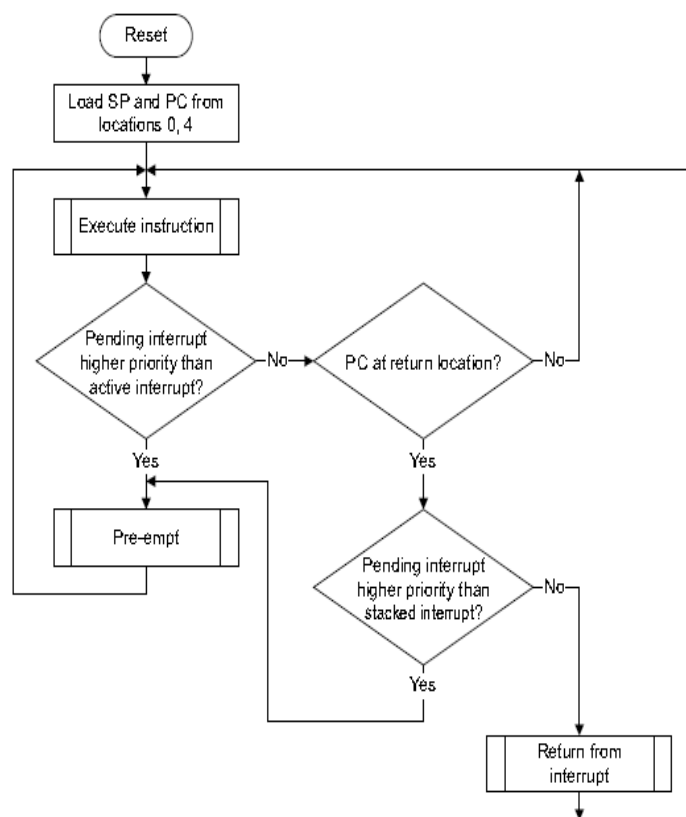 Reset
Load SP and PC from
locations 0, 4
Execute instruction
Pending interrupt
higher priority than
active interrupt?
No
PC at return location?
No
Yes
Yes
Pre-empt
Pending interrupt
higher priority than
stacked interrupt?
No
Yes
Return from
interrupt